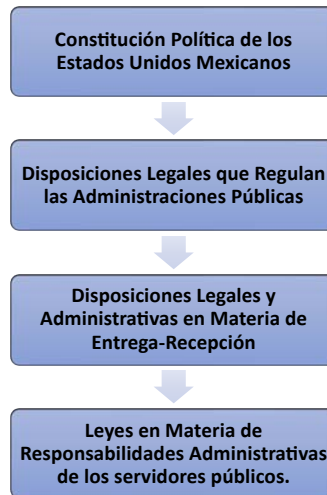 Constitución Política de los
Estados Unidos Mexicanos
Disposiciones Legales que Regulan
las Administraciones Públicas
Disposiciones Legales y
Administrativas en Materia de
Entrega-Recepción
Leyes en Materia de
Responsabilidades Administrativas
de los servidores públicos.